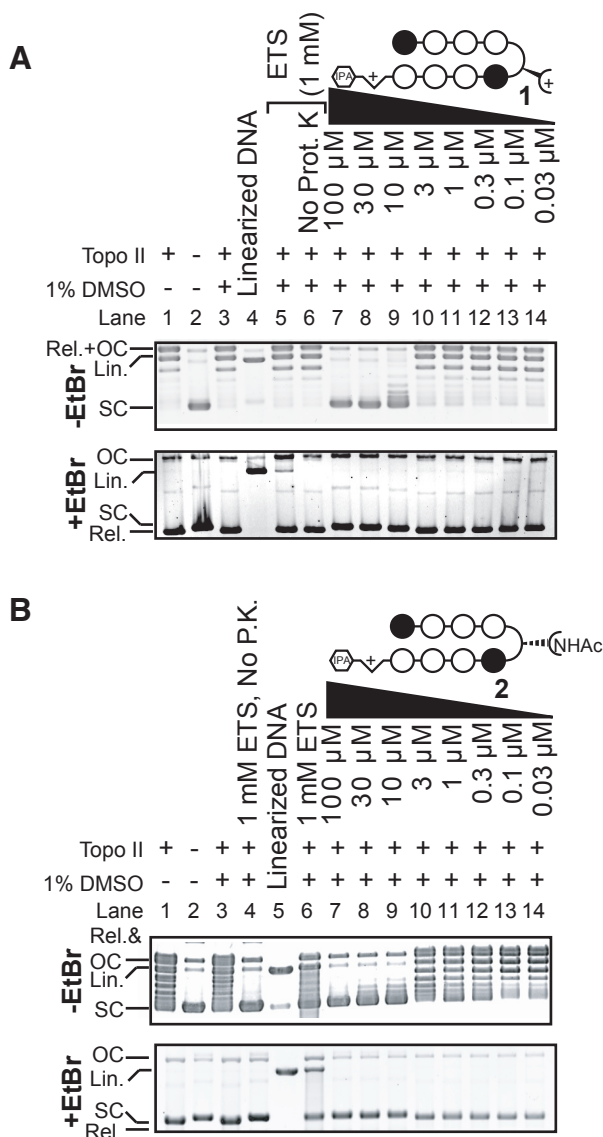 A
ETS
(1 mM)
IPA
+
1
+
Linearized DNA
No Prot. K
100 µM
30 µM
10 µM
3 µM
1 µM
0.3 µM
0.1 µM
0.03 µM
Topo II + - + + + + + + + + + + +
1% DMSO - - + + + + + + + + + + +
Lane 1 2 3 4 5 6 7 8 9 10 11 12 13 14
-EtBr
Rel.+OC
Lin.
SC
+EtBr
OC
Lin.
SC
Rel.
B
IPA
+
2
NHAc
1 mM ETS, No P.K.
Linearized DNA
1 mM ETS
100 µM
30 µM
10 µM
3 µM
1 µM
0.3 µM
0.1 µM
0.03 µM
Topo II + - + + + + + + + + + + +
1% DMSO - - + + + + + + + + + + +
Lane 1 2 3 4 5 6 7 8 9 10 11 12 13 14
-EtBr
Rel.&
OC
Lin.
SC
+EtBr
OC
Lin.
SC
Rel